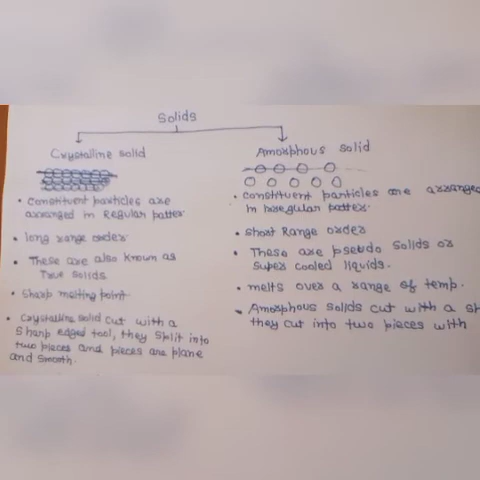 Solids
Crystalline solid
• Constituent particles are
arranged in Regular patter
• long range order
• These are also known as
True solids
• Sharp melting point
• Crystalline solid cut with a
sharp edged tool, they split into
two pieces and pieces are plane
and smooth.
Amorphous solid
• Constituent particles are arranged
in irregular patter.
• short Range order
• These are pseudo solids or
super cooled liquids.
• melts over a range of temp.
• Amorphous solids cut with a
they cut into two pieces with